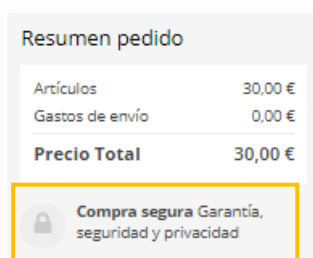 Resumen pedido
Artículos 30,00 €
Gastos de envío 0,00 €
Precio Total 30,00 €
Compra segura Garantía,
seguridad y privacidad